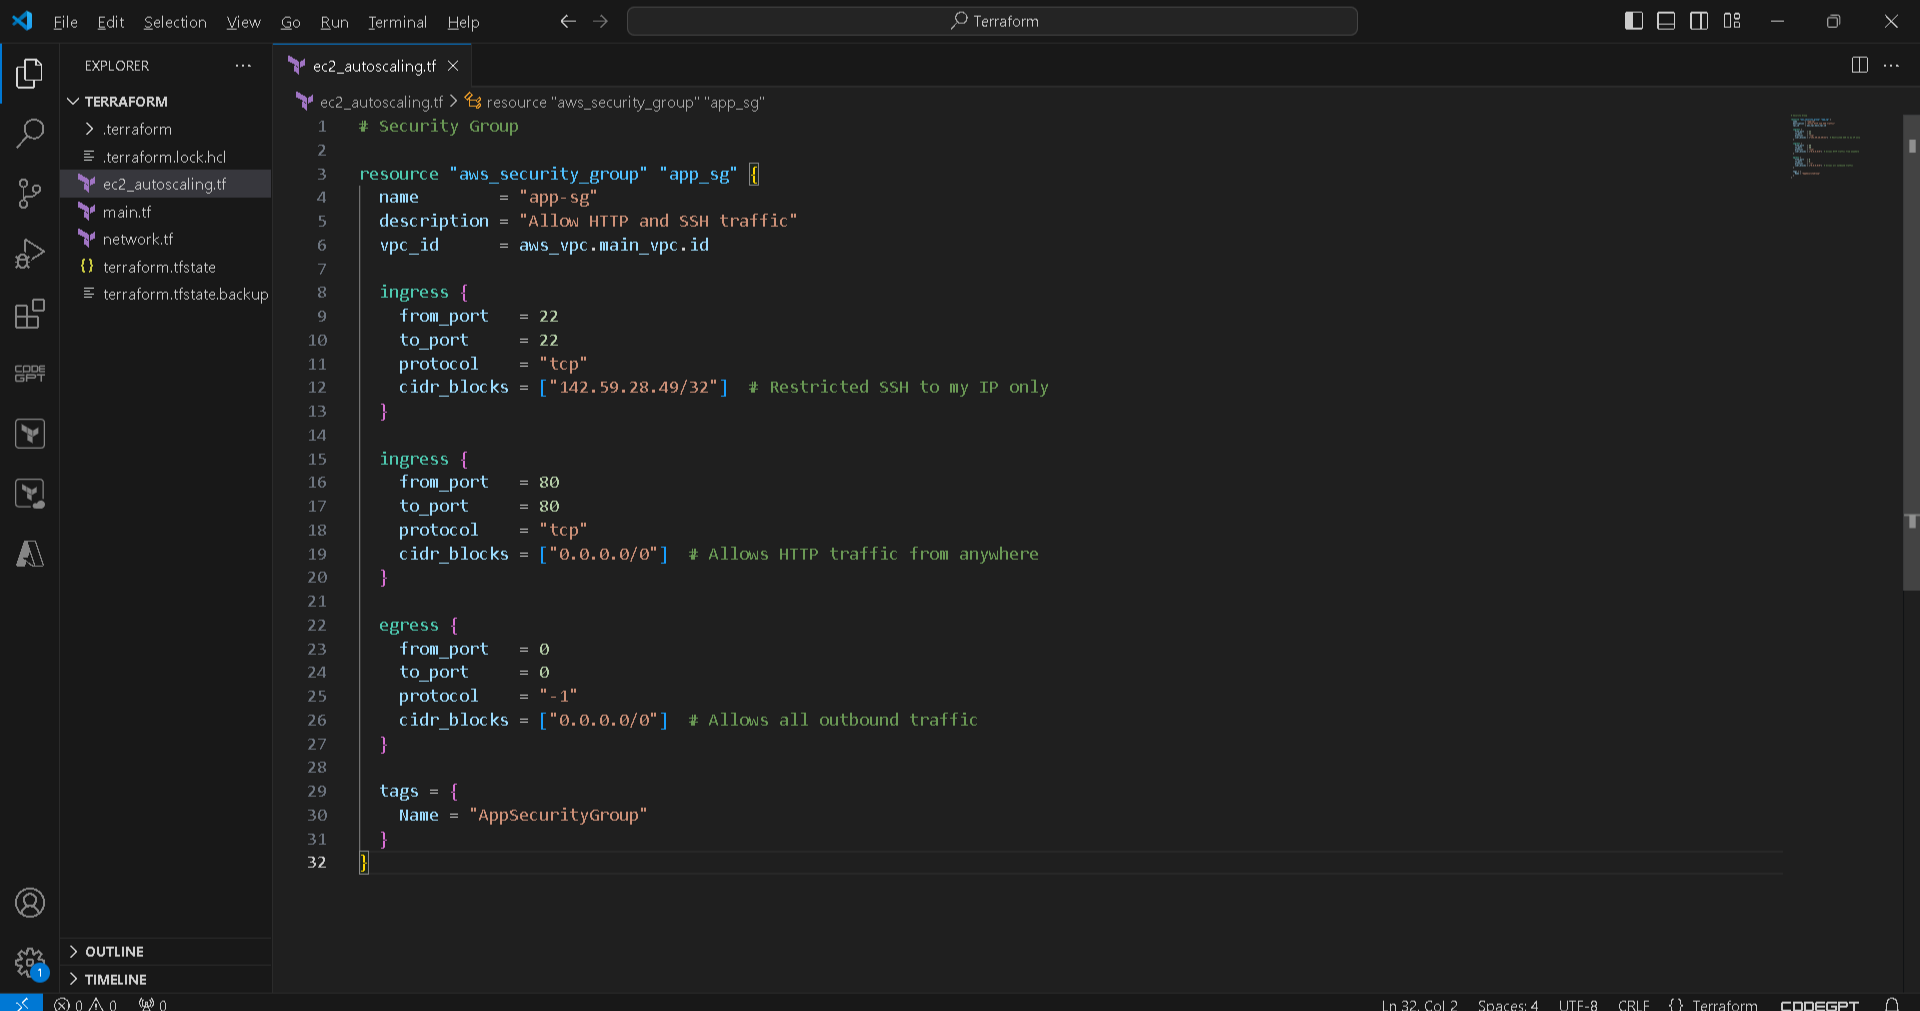 File Edit Selection View Go Run Terminal Help
Terraform
EXPLORER
TERRAFORM
.terraform
.terraform.lock.hcl
ec2_autoscaling.tf
main.tf
network.tf
terraform.tfstate
terraform.tfstate.backup
OUTLINE
TIMELINE
CODE
GPT
1
ec2_autoscaling.tf
ec2_autoscaling.tf > resource "aws_security_group" "app_sg"
1 # Security Group
2
3 resource "aws_security_group" "app_sg" {
4 name = "app-sg"
5 description = "Allow HTTP and SSH traffic"
6 vpc_id = aws_vpc.main_vpc.id
7
8 ingress {
9 from_port = 22
10 to_port = 22
11 protocol = "tcp"
12 cidr_blocks = ["142.59.28.49/32"] # Restricted SSH to my IP only
13 }
14
15 ingress {
16 from_port = 80
17 to_port = 80
18 protocol = "tcp"
19 cidr_blocks = ["0.0.0.0/0"] # Allows HTTP traffic from anywhere
20 }
21
22 egress {
23 from_port = 0
24 to_port = 0
25 protocol = "-1"
26 cidr_blocks = ["0.0.0.0/0"] # Allows all outbound traffic
27 }
28
29 tags = {
30 Name = "AppSecurityGroup"
31 }
32 }
0 0 0
Ln 32, Col 2 Spaces: 4 UTF-8 CRLF {} Terraform CODEGPT